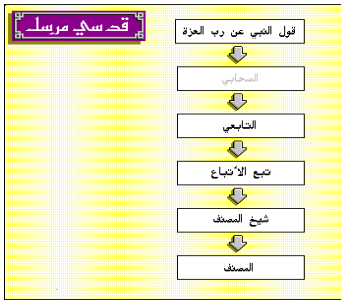 قدسي مرسل
قول النبي عن رب العزة
الصحابي
التابعي
تبع الأتباع
شيخ المصنف
المصنف